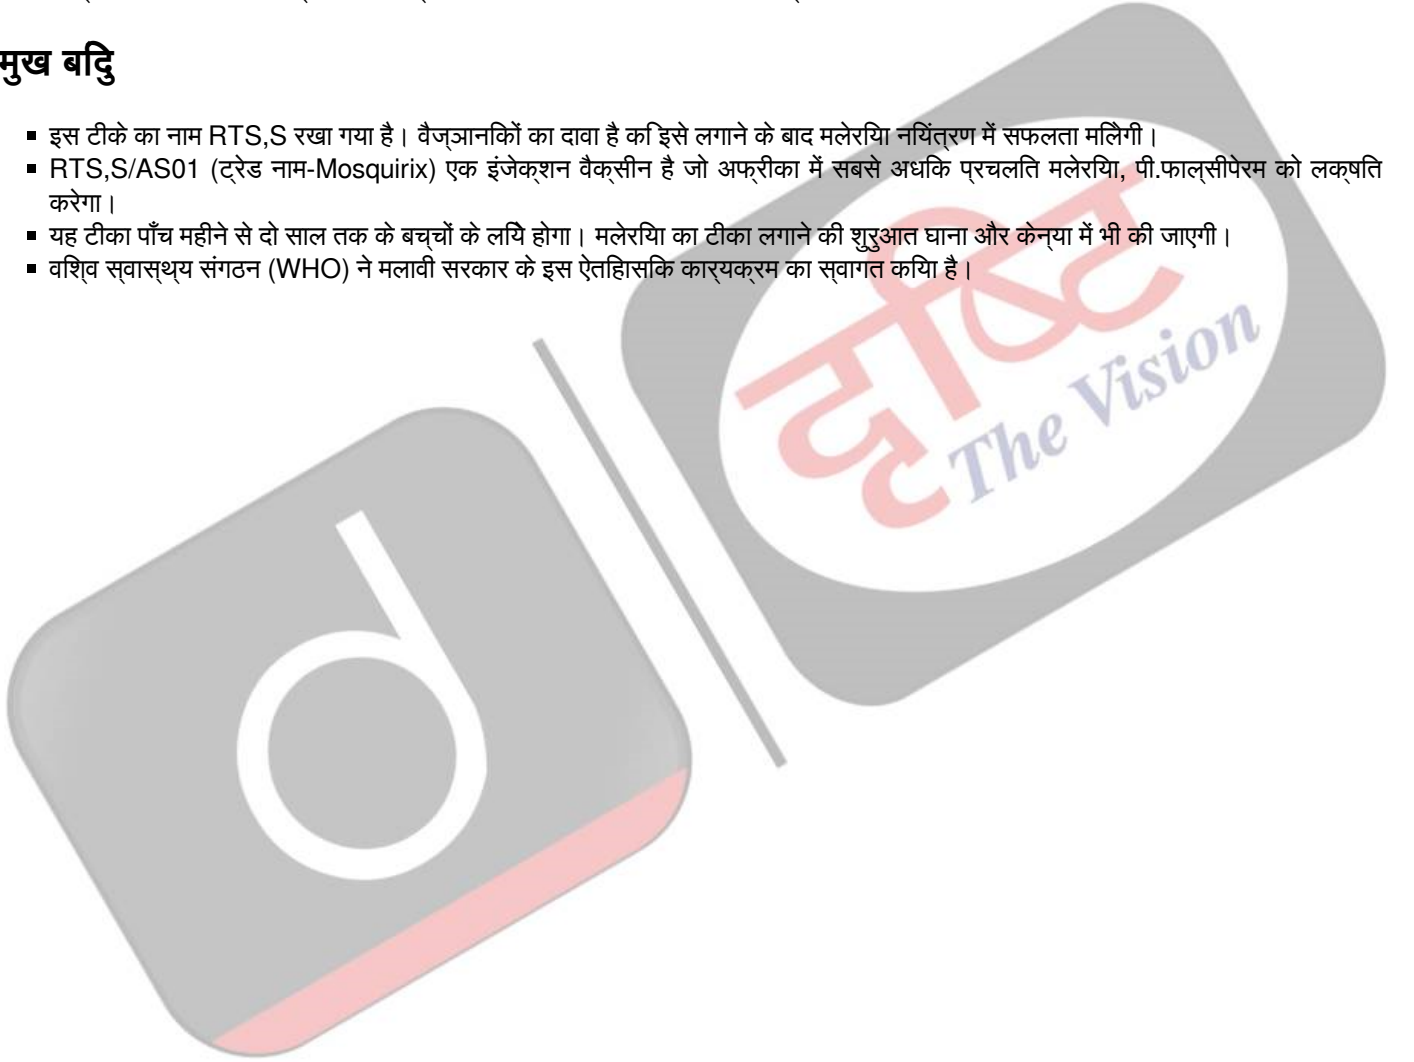 मुख बिंदु
▪ इस टीके का नाम RTS,S रखा गया है। वैज्ञानिकों का दावा है कि इसे लगाने के बाद मलेरिया नियंत्रण में सफलता मिलेगी।
▪ RTS,S/AS01 (ट्रेड नाम-Mosquirix) एक इंजेक्शन वैक्सीन है जो अफ्रीका में सबसे अधिक प्रचलित मलेरिया, पी.फाल्सीपेरम को लक्षित
करेगा।
▪ यह टीका पाँच महीने से दो साल तक के बच्चों के लिये होगा। मलेरिया का टीका लगाने की शुरुआत घाना और केन्या में भी की जाएगी।
▪ विश्व स्वास्थ्य संगठन (WHO) ने मलावी सरकार के इस ऐतिहासिक कार्यक्रम का स्वागत किया है।
दृष्टि
The Vision
d